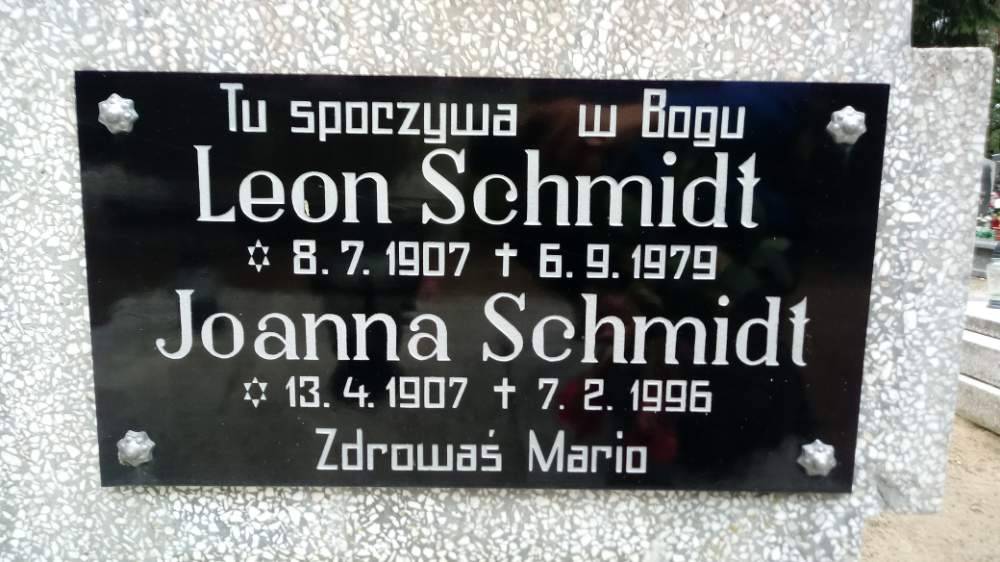 Tu spoczywa w Bogu
Leon Schmidt
✡ 8.7.1907 ✝ 6.9.1979
Joanna Schmidt
✡ 13.4.1907 ✝ 7.2.1996
Zdrowaś Mario